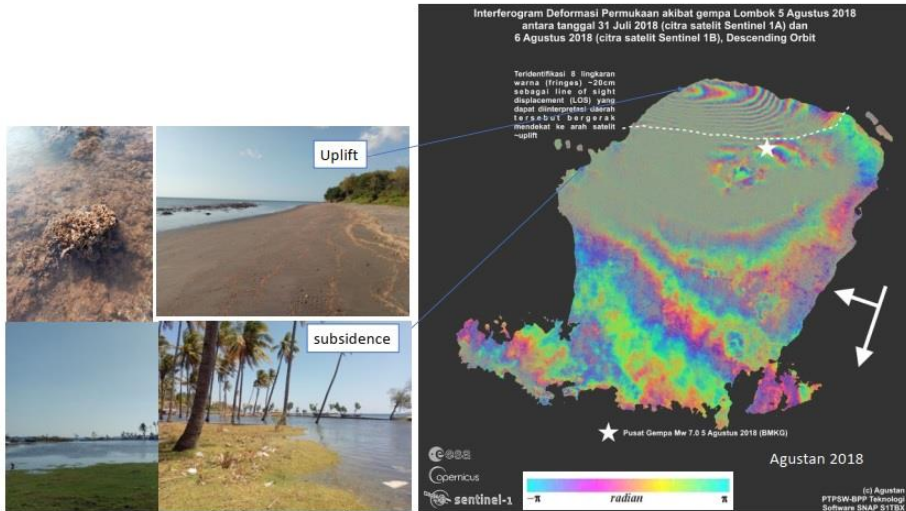 Interferogram Deformasi Permukaan akibat gempa Lombok 5 Agustus 2018
antara tanggal 31 Juli 2018 (citra satelit Sentinel 1A) dan
6 Agustus 2018 (citra satelit Sentinel 1B), Descending Orbit
Teridentifikasi 8 lingkaran
warna (fringes) ~20cm
sebagai line of sight
displacement (LOS) yang
dapat diinterpretasi daerah
tersebut bergerak
mendekat ke arah satelit
~uplift
Uplift
subsidence
Pusat Gempa Mw 7.0 5 Agustus 2018 (BMKG)
Agustan 2018
esa
Copernicus
sentinel-1
−π radian π
(c) Agustan
PTPSW-BPP Teknologi
Software SNAP S1TBX